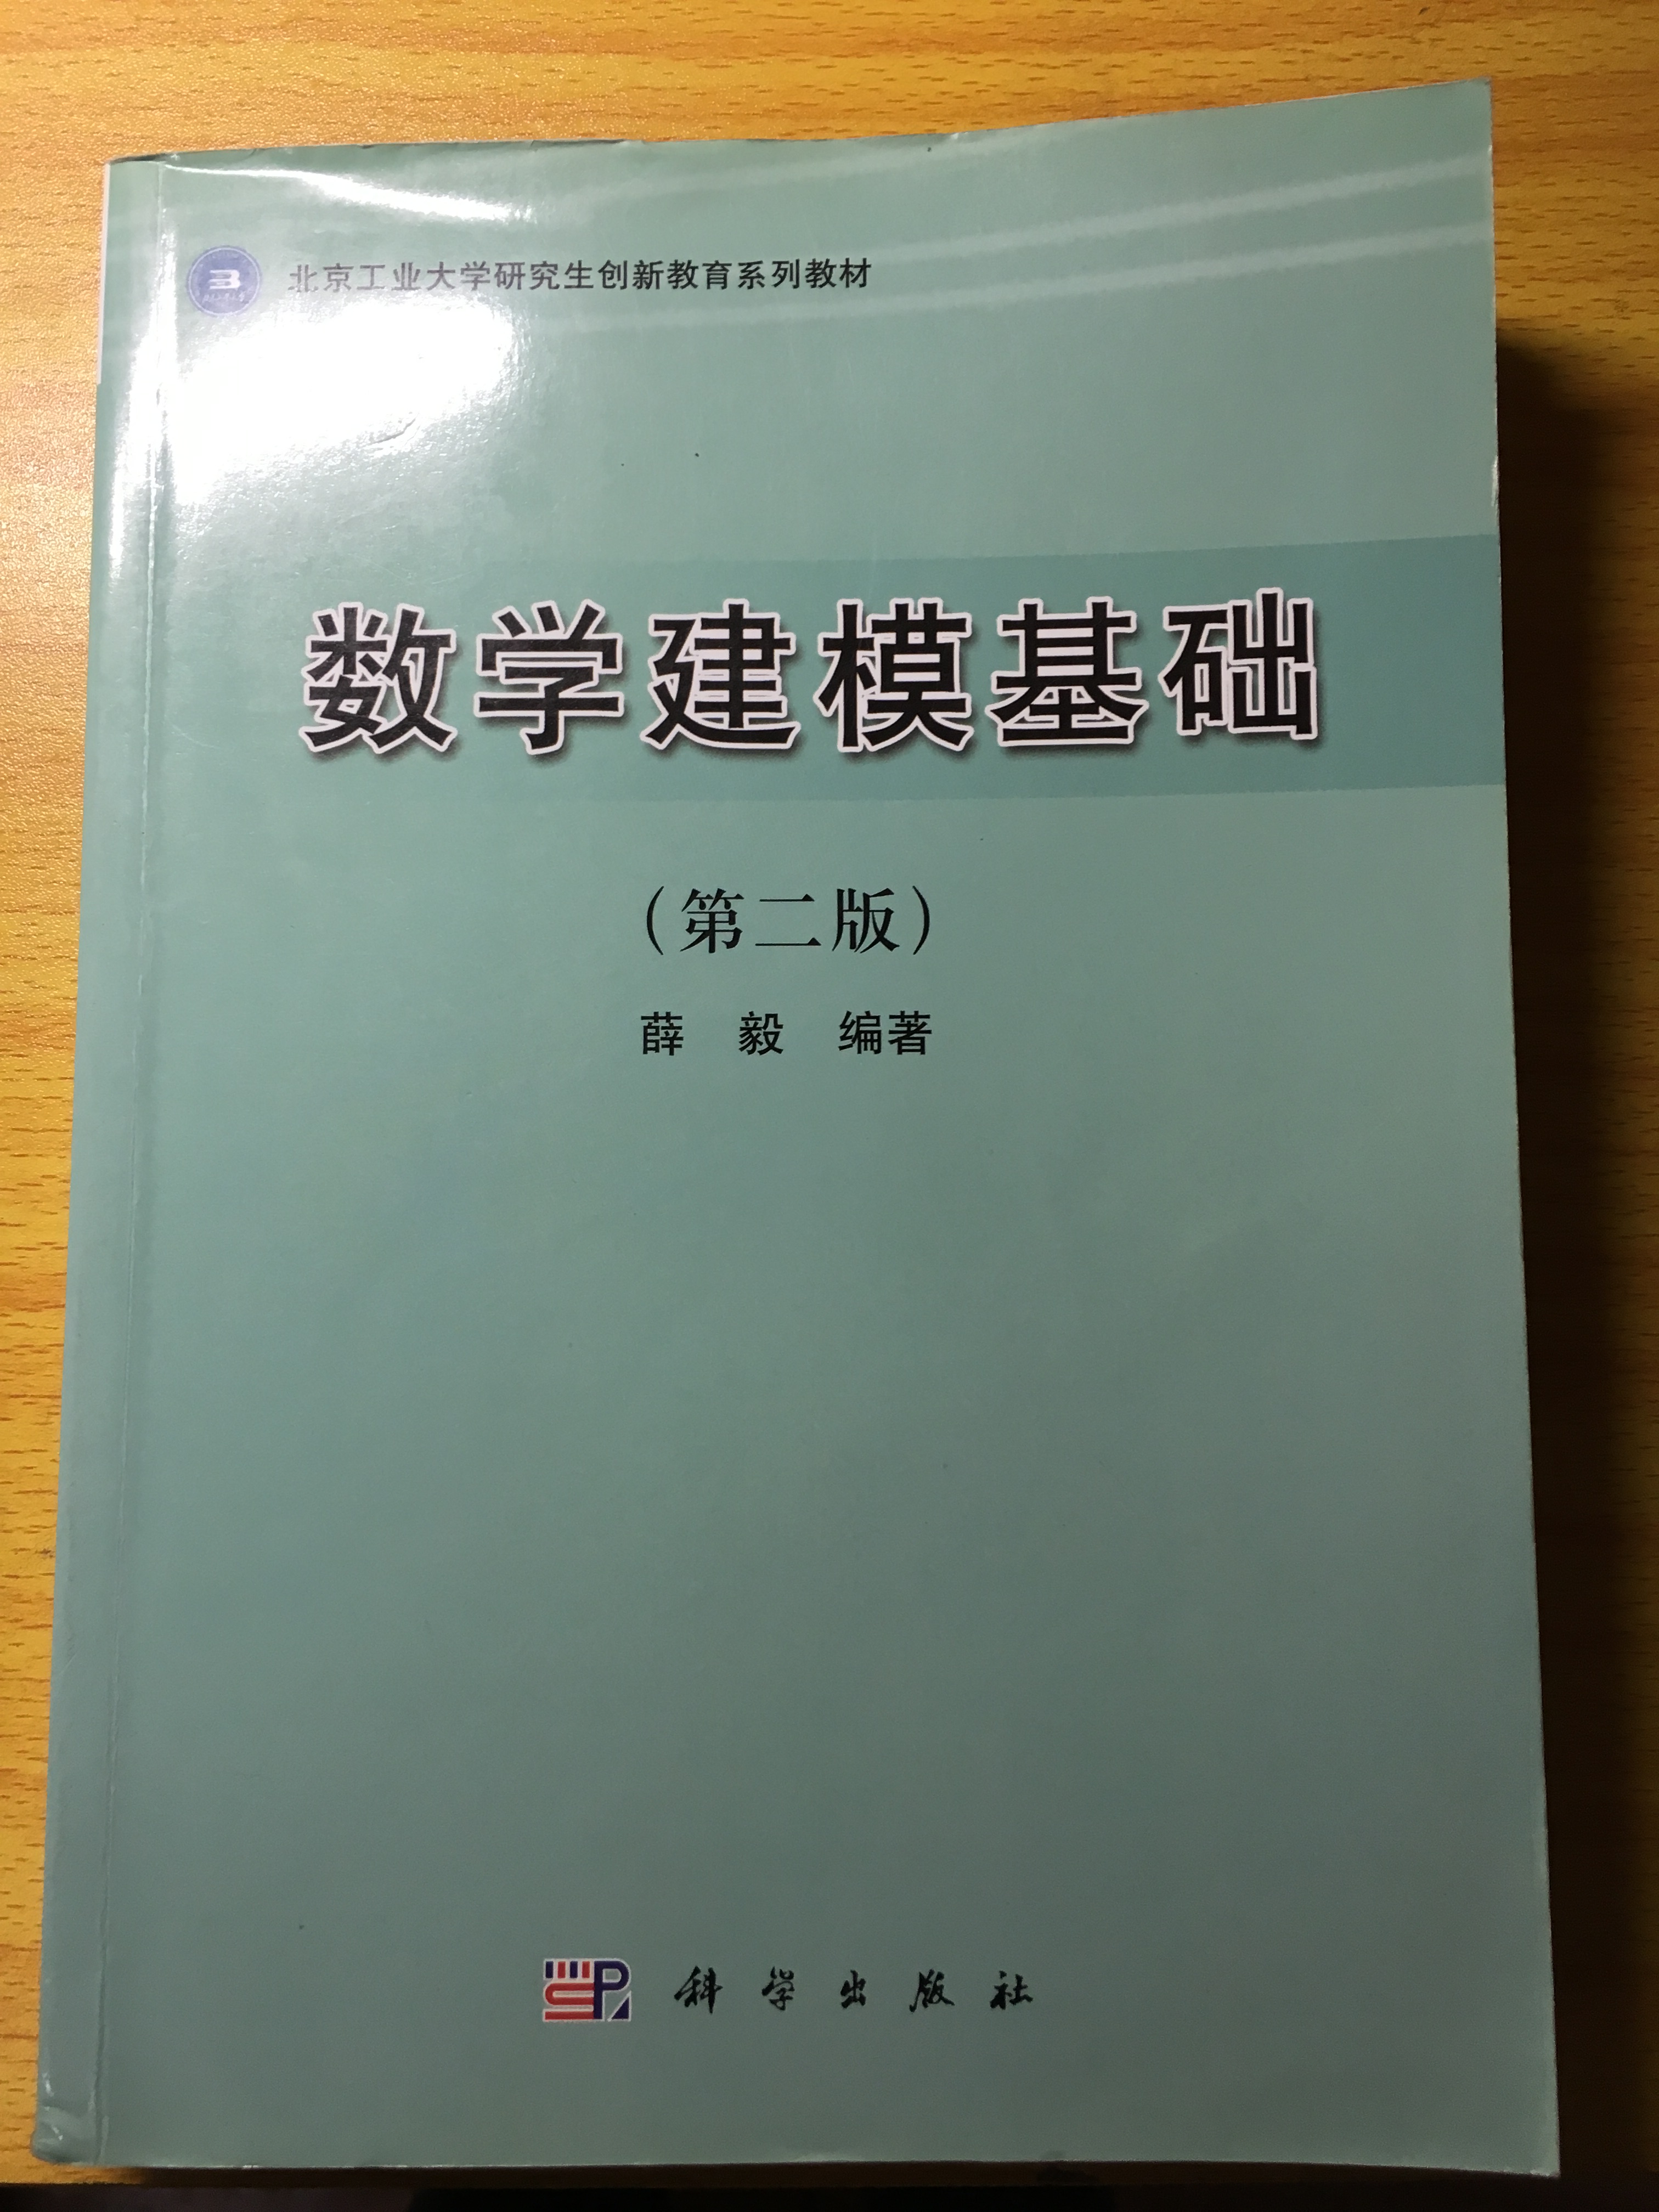 北京工业大学研究生创新教育系列教材
数学建模基础
（第二版）
薛 毅 编著
科学出版社